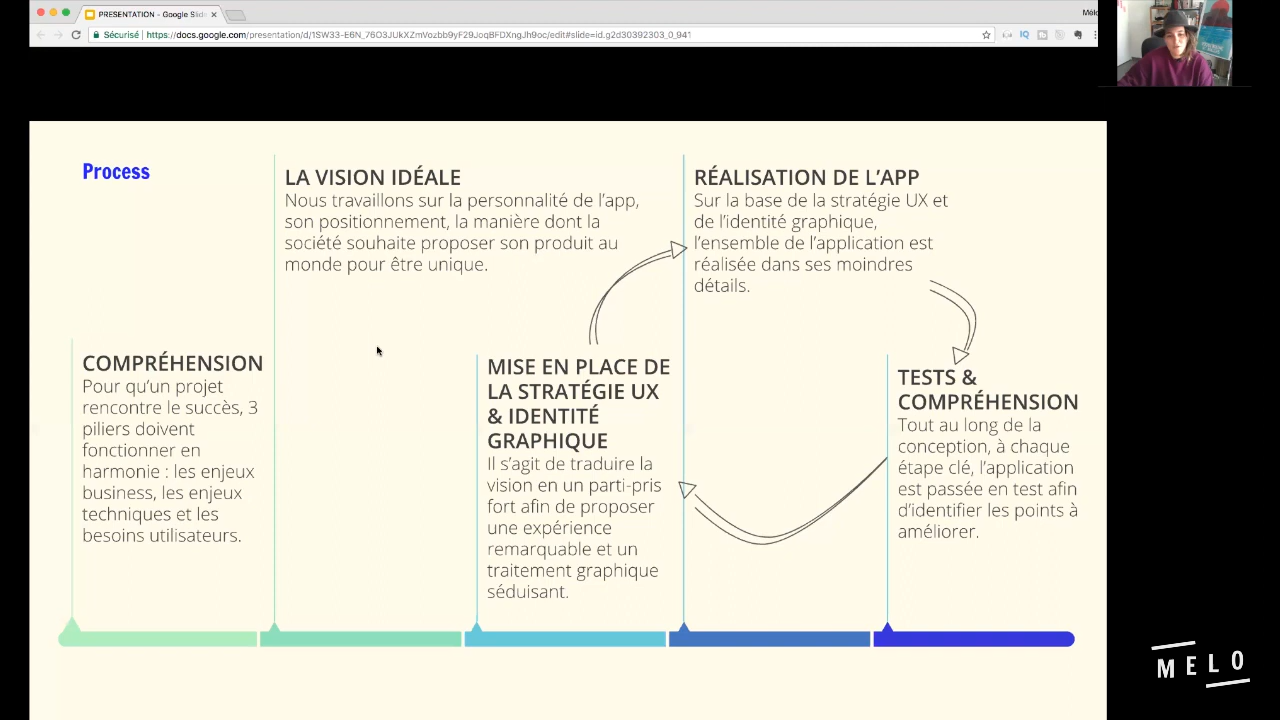 PRESENTATION - Google Slide
Mélo
Sécurisé | https://docs.google.com/presentation/d/1SW33-E6N_76O3JUkXZmVozbb9yF29JoqBFDXngJh9oc/edit#slide=id.g2d30392303_0_941
IQ
Process
LA VISION IDÉALE
Nous travaillons sur la personnalité de l’app,
son positionnement, la manière dont la
société souhaite proposer son produit au
monde pour être unique.
RÉALISATION DE L’APP
Sur la base de la stratégie UX et
de l’identité graphique,
l’ensemble de l’application est
réalisée dans ses moindres
détails.
COMPRÉHENSION
Pour qu’un projet
rencontre le succès, 3
piliers doivent
fonctionner en
harmonie : les enjeux
business, les enjeux
techniques et les
besoins utilisateurs.
MISE EN PLACE DE
LA STRATÉGIE UX
& IDENTITÉ
GRAPHIQUE
Il s’agit de traduire la
vision en un parti-pris
fort afin de proposer
une expérience
remarquable et un
traitement graphique
séduisant.
TESTS &
COMPRÉHENSION
Tout au long de la
conception, à chaque
étape clé, l’application
est passée en test afin
d’identifier les points à
améliorer.
MELO